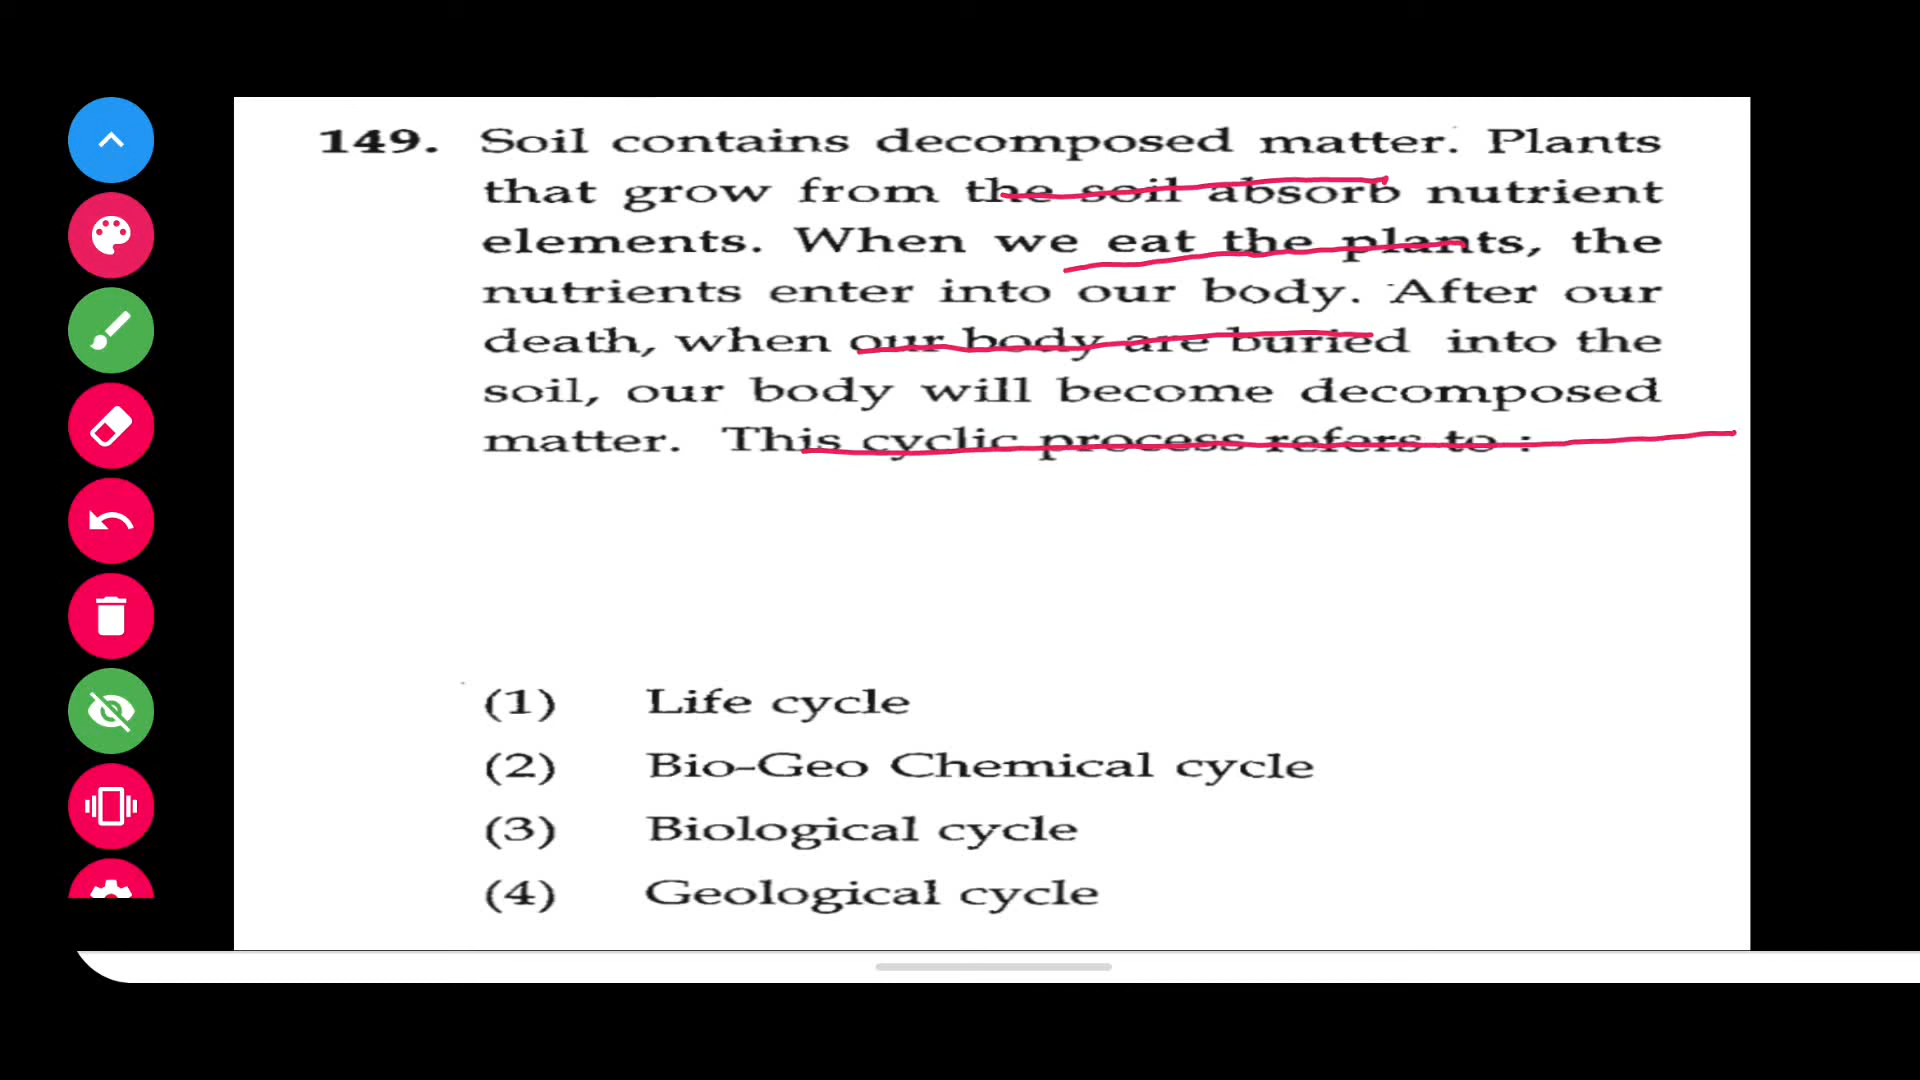 149. Soil contains decomposed matter. Plants
that grow from the soil absorb nutrient
elements. When we eat the plants, the
nutrients enter into our body. After our
death, when our body are buried into the
soil, our body will become decomposed
matter. This cyclic process refers to :
(1) Life cycle
(2) Bio-Geo Chemical cycle
(3) Biological cycle
(4) Geological cycle